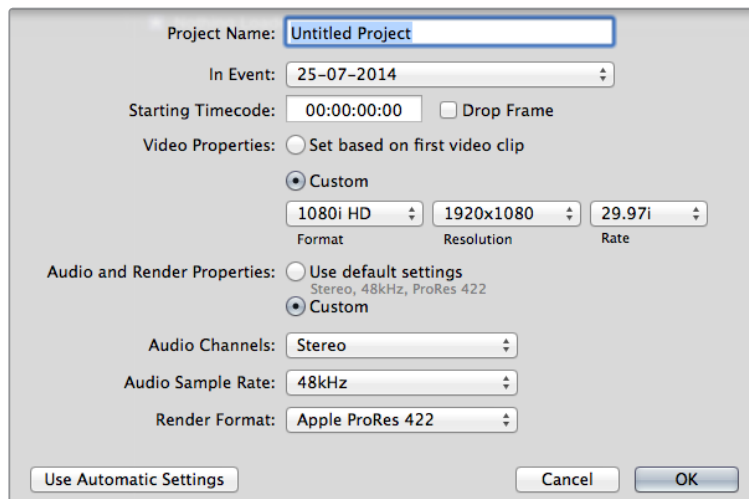 Project Name: Untitled Project
In Event: 25-07-2014
Starting Timecode: 00:00:00:00 Drop Frame
Video Properties: Set based on first video clip
Custom
1080i HD 1920x1080 29.97i
Format Resolution Rate
Audio and Render Properties: Use default settings
Stereo, 48kHz, ProRes 422
Custom
Audio Channels: Stereo
Audio Sample Rate: 48kHz
Render Format: Apple ProRes 422
Use Automatic Settings Cancel OK